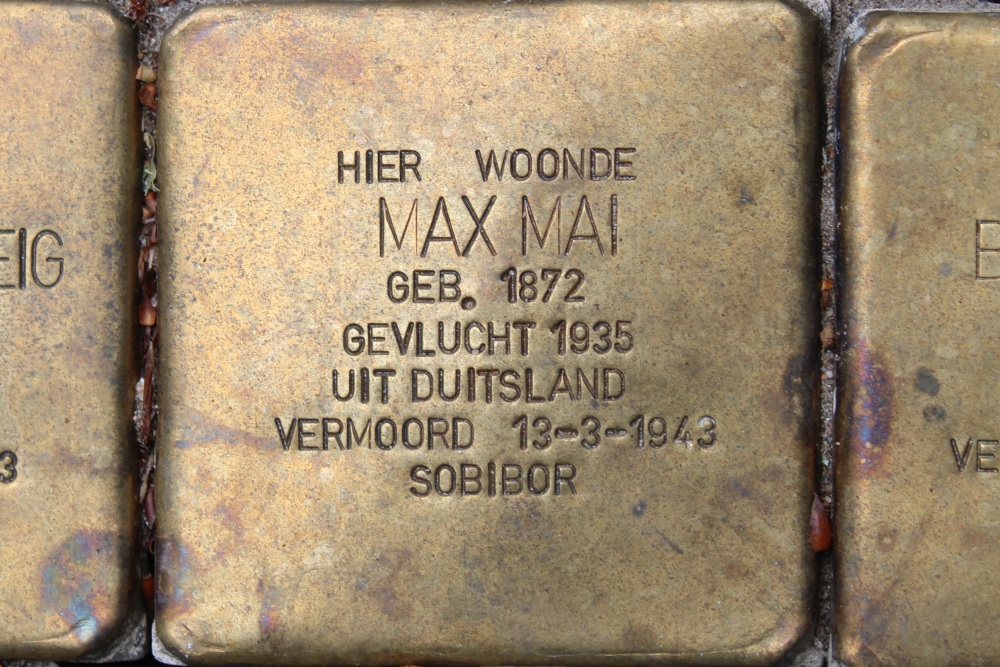 HIER WOONDE
MAX MAI
GEB. 1872
GEVLUCHT 1935
UIT DUITSLAND
VERMOORD 13-3-1943
SOBIBOR